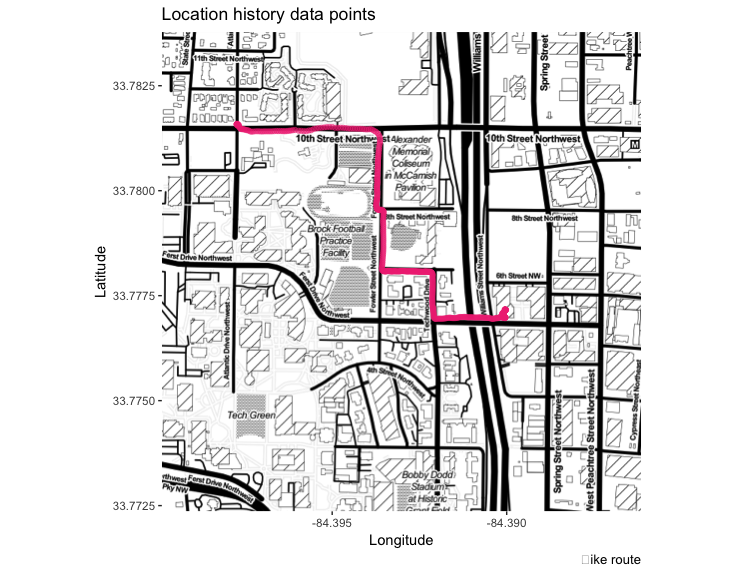 Location history data points
11th Street Northwest
State Street
Williams
Spring Street
Peachtree W
10th Street Northwest
10th Street Northwest
Alexander
Memorial
Coliseum
in McCamish
Pavilion
8th Street Northwest
8th Street Northwest
Brock Football
Practice
Facility
Ferst Drive Northwest
Ferst Drive Northwest
Fowler Street Northwest
Williams Street Northwest
6th Street NW
Techwood Drive
Atlantic Drive Northwest
4th Street Northwest
Tech Green
Spring Street Northwest
West Peachtree Street Northwest
Cypress Street Northeast
Bobby Dodd
Stadium
at Historic
Grant Field
Ferst Drive Northwest
Pky NW
33.7825
33.7800
33.7775
33.7750
33.7725
Latitude
-84.395
-84.390
Longitude
ike route